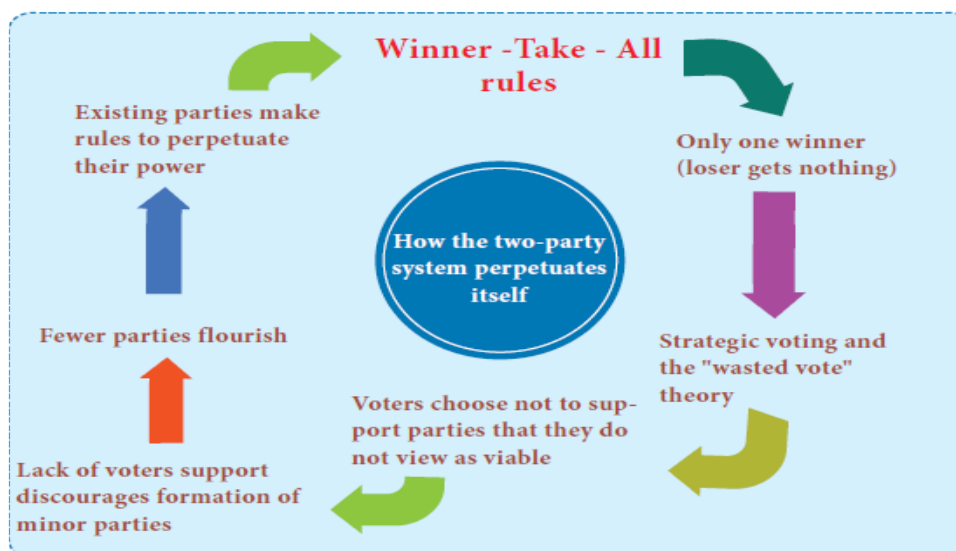 Winner -Take - All
rules
Only one winner
(loser gets nothing)
Strategic voting and
the "wasted vote"
theory
Voters choose not to sup-
port parties that they do
not view as viable
Lack of voters support
discourages formation of
minor parties
Fewer parties flourish
Existing parties make
rules to perpetuate
their power
How the two-party
system perpetuates
itself